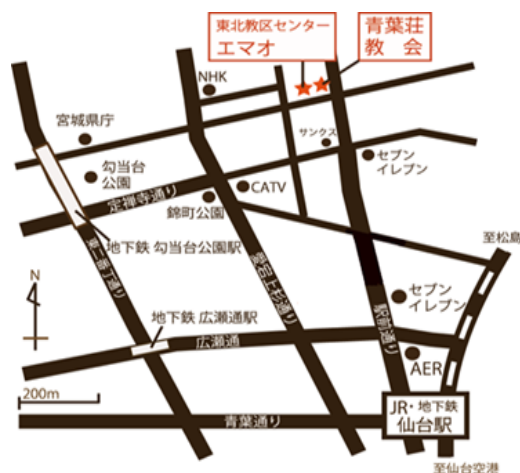 東北教区センター
エマオ
青葉荘
教 会
NHK
宮城県庁
サンクス
セブン
イレブン
勾当台
公園
CATV
定禅寺通り
錦町公園
至松島
地下鉄 勾当台公園駅
東二番丁通り
愛宕上杉通り
駅前通り
N
セブン
イレブン
地下鉄 広瀬通駅
広瀬通
AER
200m
JR・地下鉄
仙台駅
青葉通り
至仙台空港